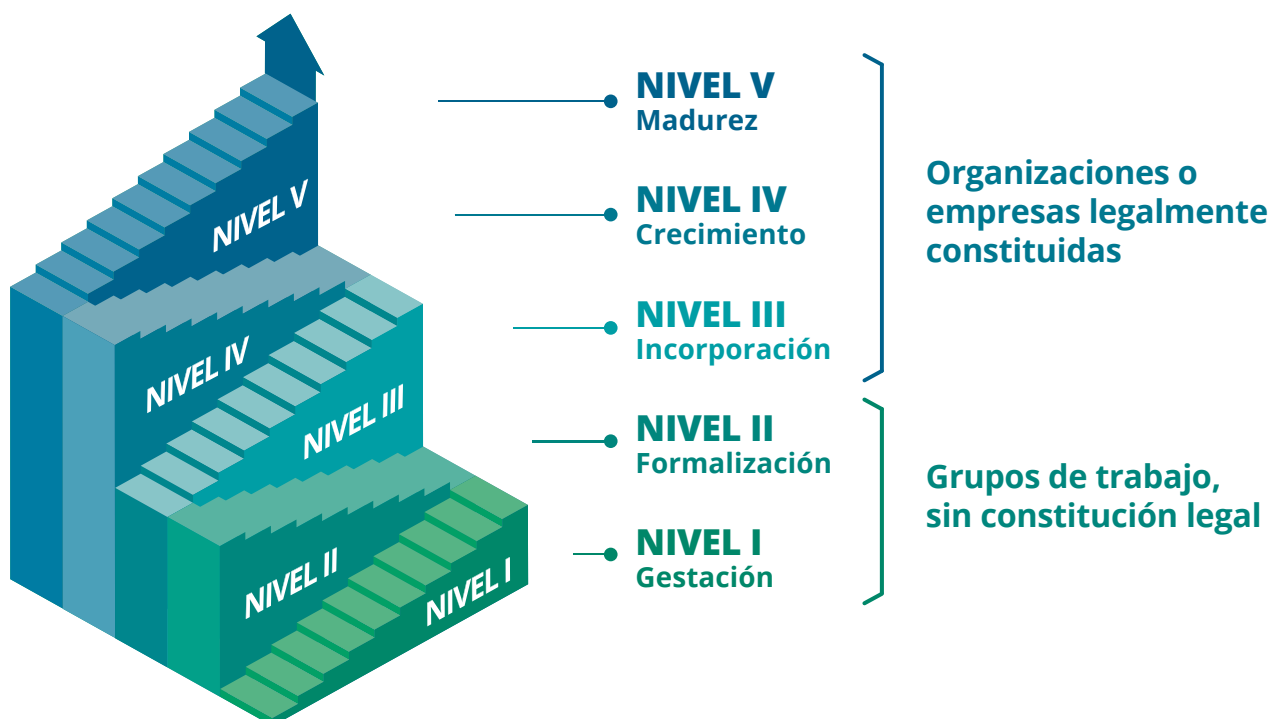 NIVEL V
NIVEL IV
NIVEL III
NIVEL II
NIVEL I
NIVEL V
Madurez
NIVEL IV
Crecimiento
NIVEL III
Incorporación
NIVEL II
Formalización
NIVEL I
Gestación
Organizaciones o
empresas legalmente
constituidas
Grupos de trabajo,
sin constitución legal